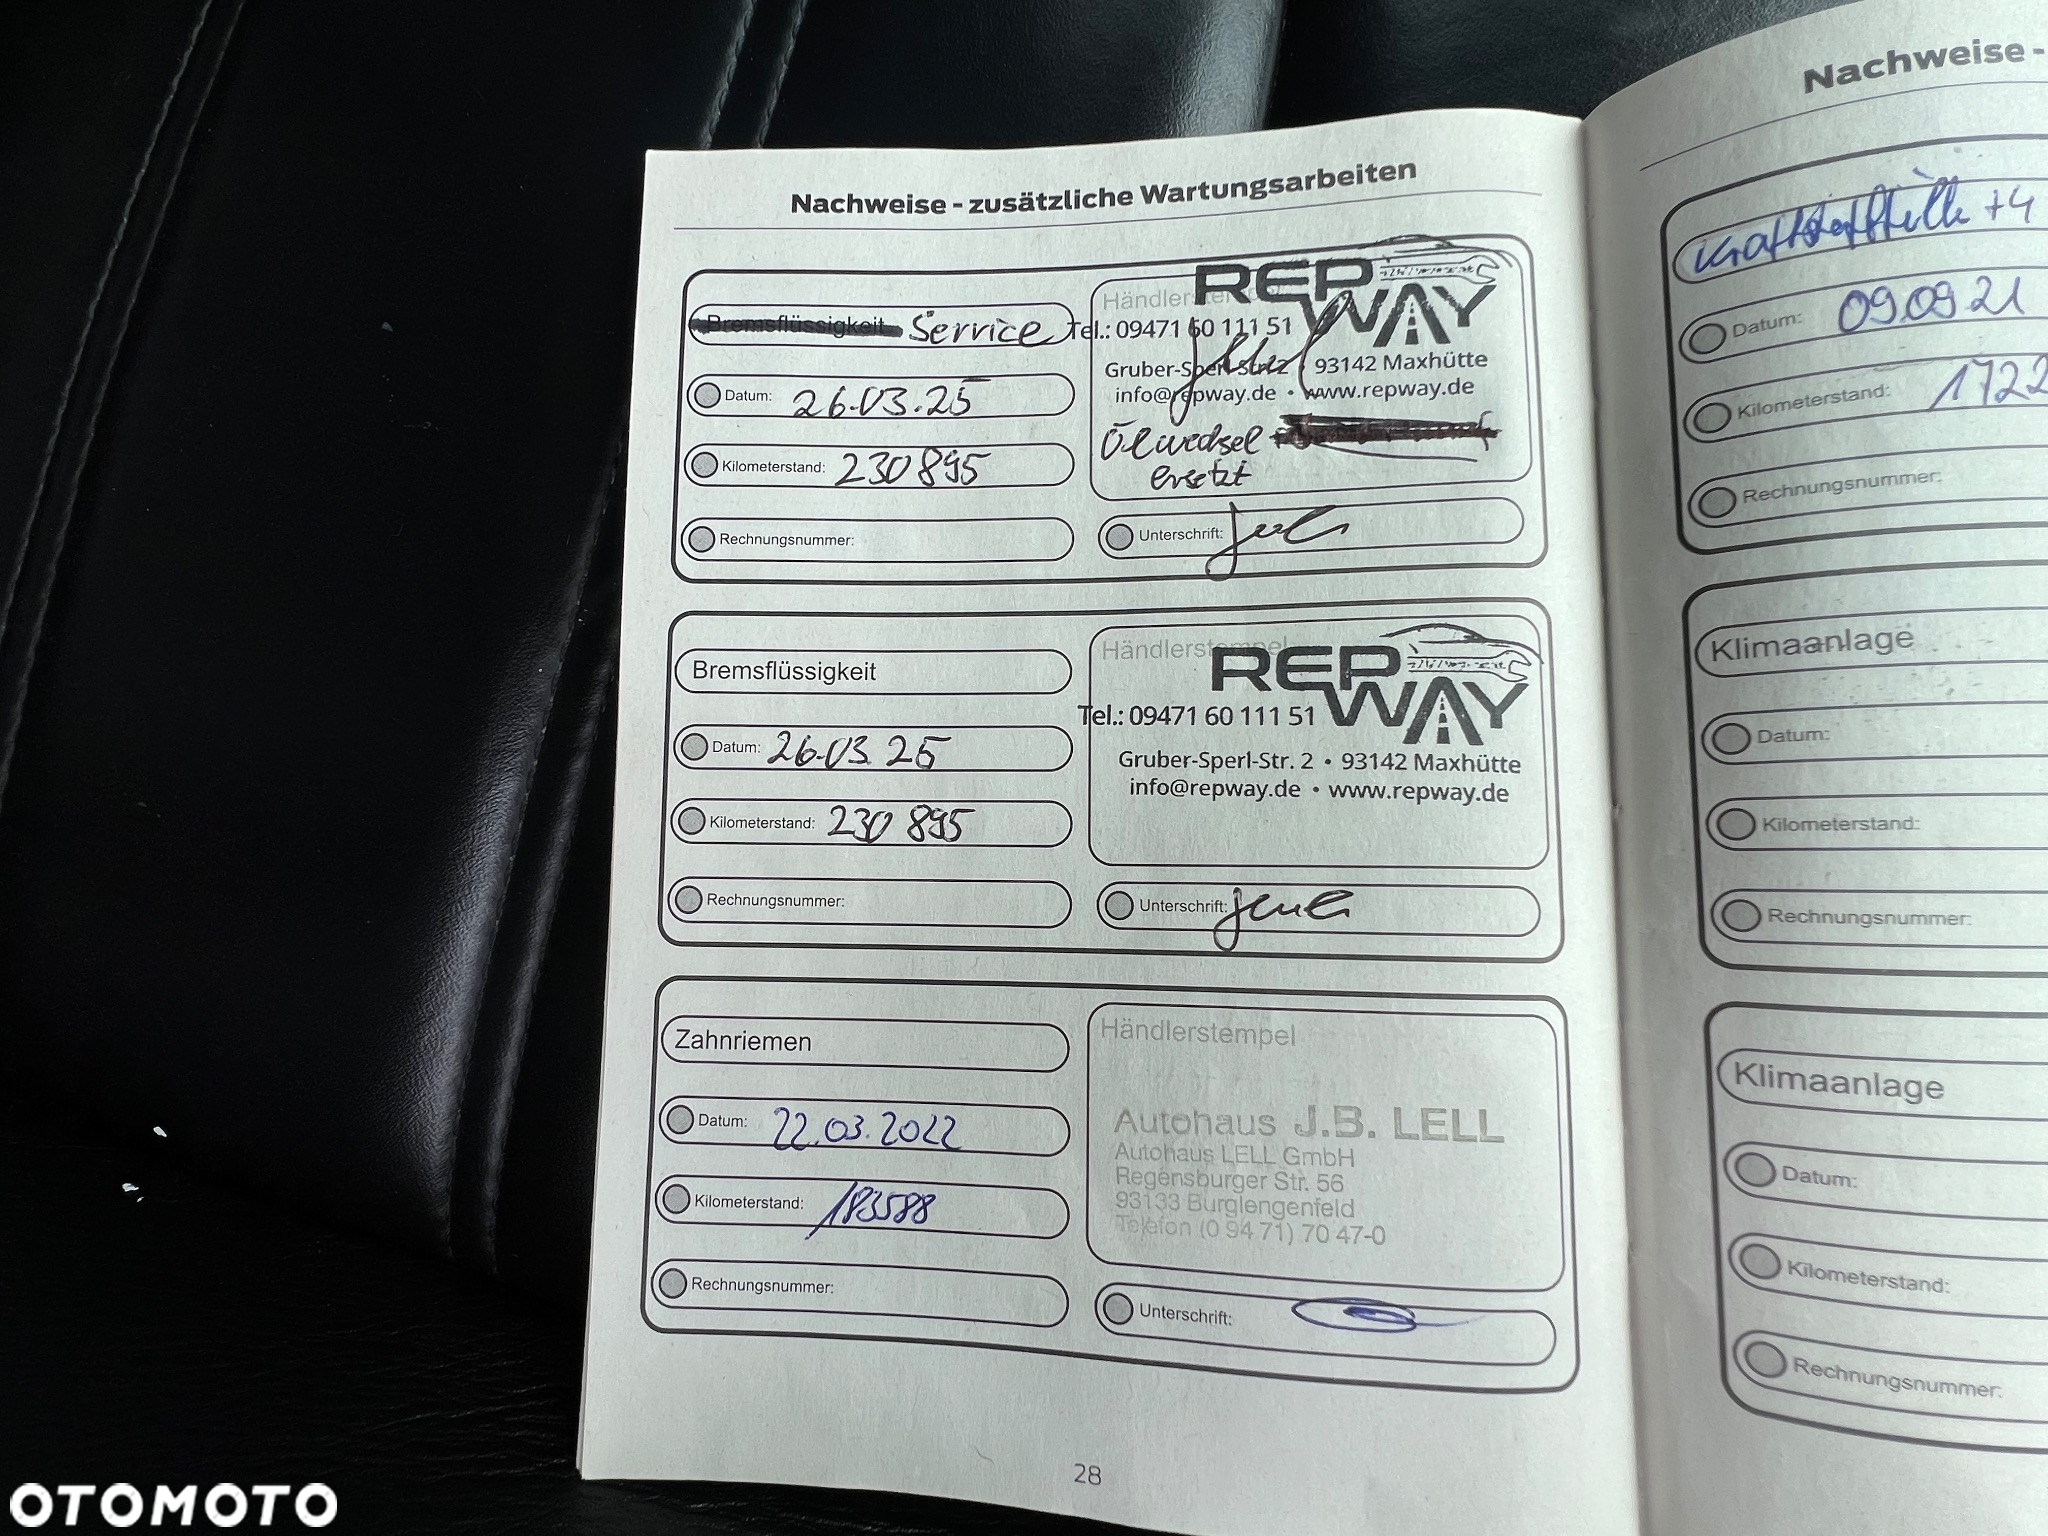 Nachweise - zusätzliche Wartungsarbeiten
Bremsflüssigkeit Service
Datum: 26.03.25
Kilometerstand: 230895
Rechnungsnummer:
Händlerstempel
REP
WAY
Tel.: 09471 60 111 51
Gruber-Sperl-Str. 2 • 93142 Maxhütte
info@repway.de • www.repway.de
Ölwechsel
ersetzt
Unterschrift:
Bremsflüssigkeit
Datum: 26.03.25
Kilometerstand: 230 895
Rechnungsnummer:
Händlerstempel
REP
WAY
Tel.: 09471 60 111 51
Gruber-Sperl-Str. 2 • 93142 Maxhütte
info@repway.de • www.repway.de
Unterschrift:
Zahnriemen
Datum: 22.03.2022
Kilometerstand: 183588
Rechnungsnummer:
Händlerstempel
Autohaus J.B. LELL
Autohaus LELL GmbH
Regensburger Str. 56
93133 Burglengenfeld
Telefon (0 94 71) 70 47-0
Unterschrift:
28
Nachweise -
Datum: 09.09.21
Kilometerstand: 1722
Rechnungsnummer:
Klimaanlage
Datum:
Kilometerstand:
Rechnungsnummer:
Klimaanlage
Datum:
Kilometerstand:
Rechnungsnummer:
OTOMOTO